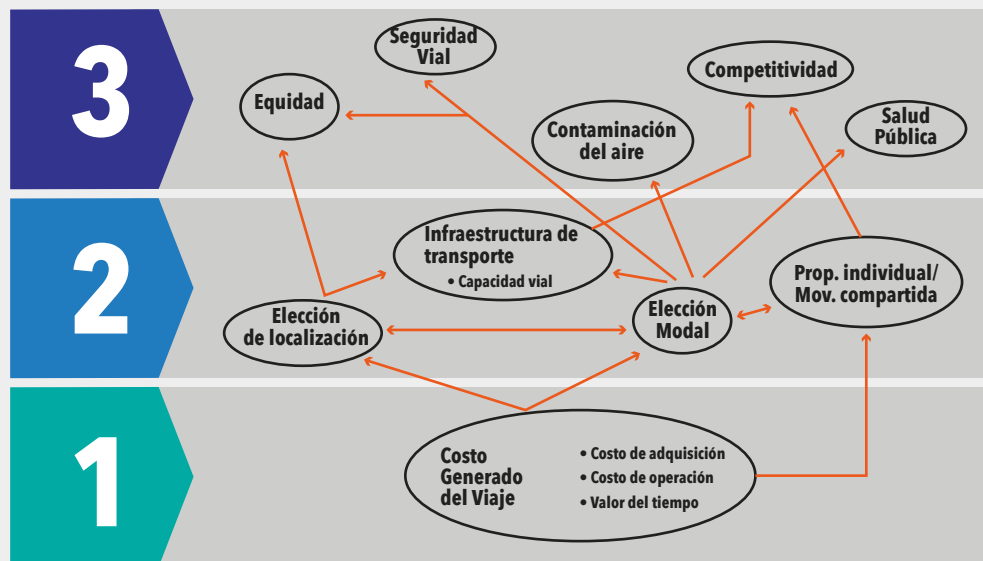 3
Seguridad
Vial
Equidad
Contaminación
del aire
Competitividad
Salud
Pública
2
Infraestructura de
transporte
• Capacidad vial
Elección
de localización
Elección
Modal
Prop. individual/
Mov. compartida
1
Costo
Generado
del Viaje
• Costo de adquisición
• Costo de operación
• Valor del tiempo